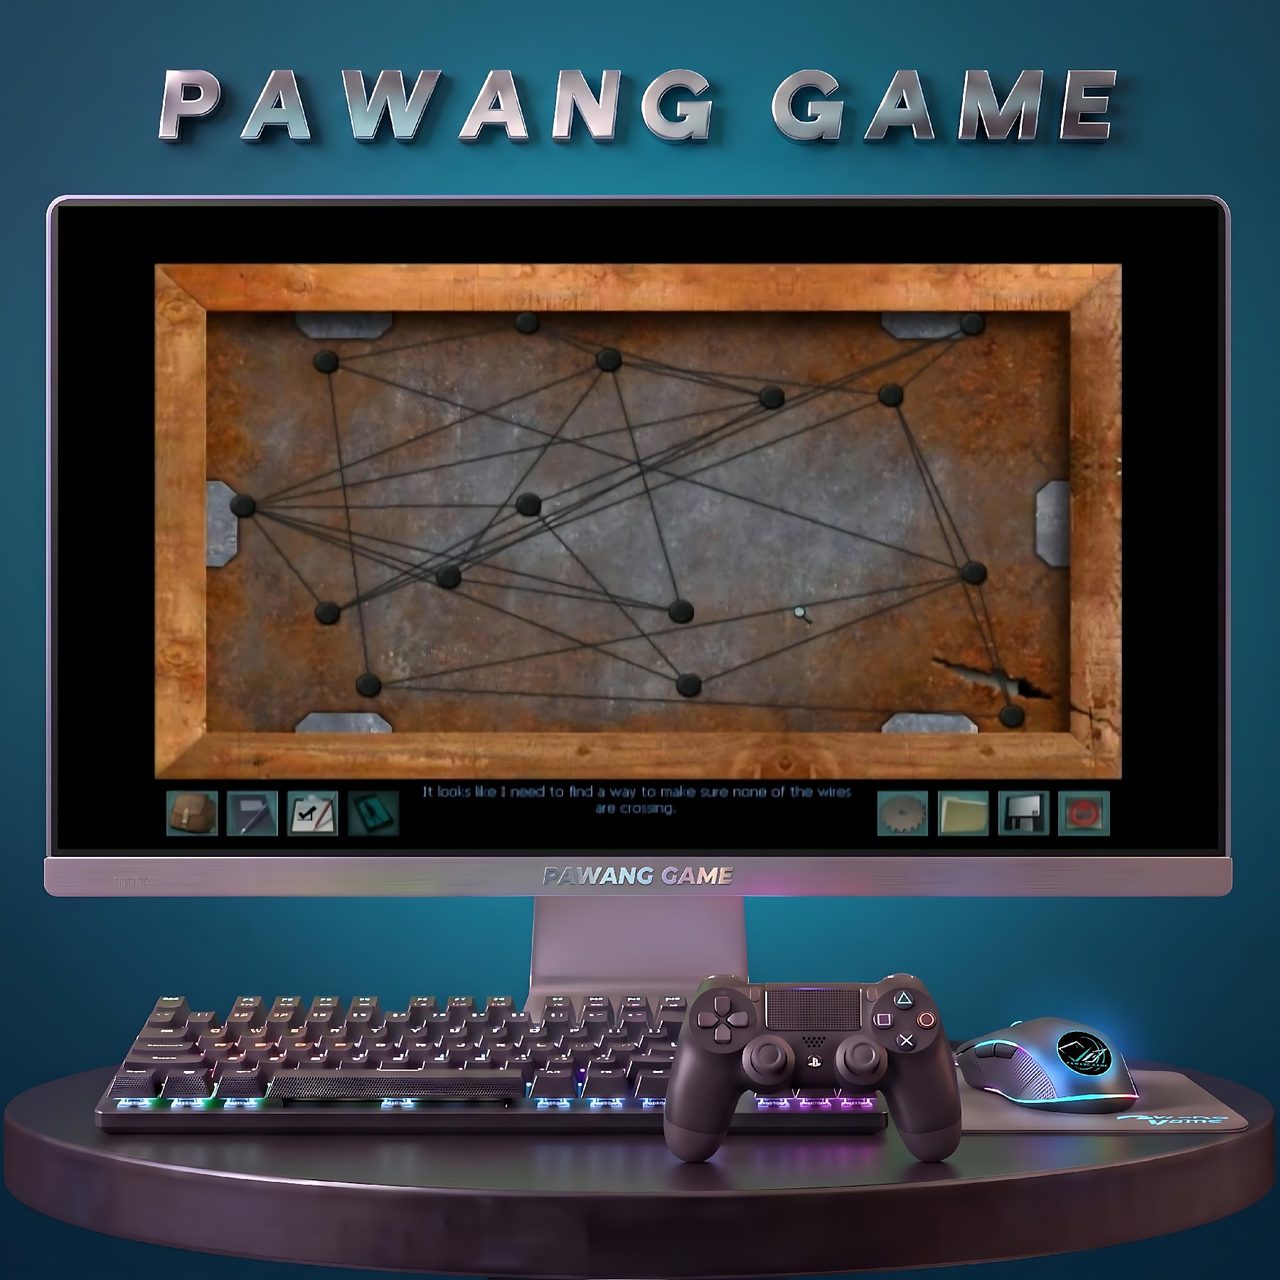 PAWANG GAME
It looks like I need to find a way to make sure none of the wires
are crossing.
PAWANG GAME